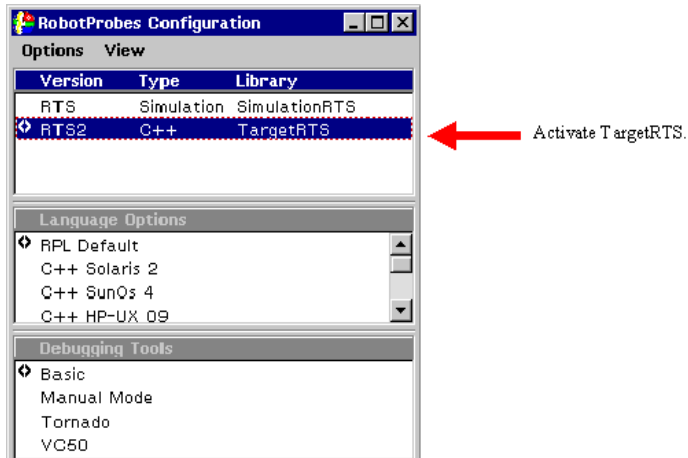 RobotProbes Configuration
Options View
Version Type Library
RTS Simulation SimulationRTS
RTS2 C++ TargetRTS
Activate TargetRTS.
Language Options
RPL Default
C++ Solaris 2
C++ SunOs 4
C++ HP-UX 09
Debugging Tools
Basic
Manual Mode
Tornado
VC50